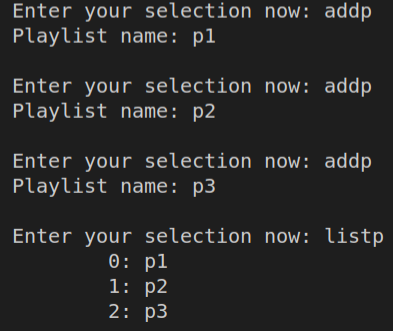 Enter your selection now: addp
Playlist name: p1
Enter your selection now: addp
Playlist name: p2
Enter your selection now: addp
Playlist name: p3
Enter your selection now: listp
0: p1
1: p2
2: p3